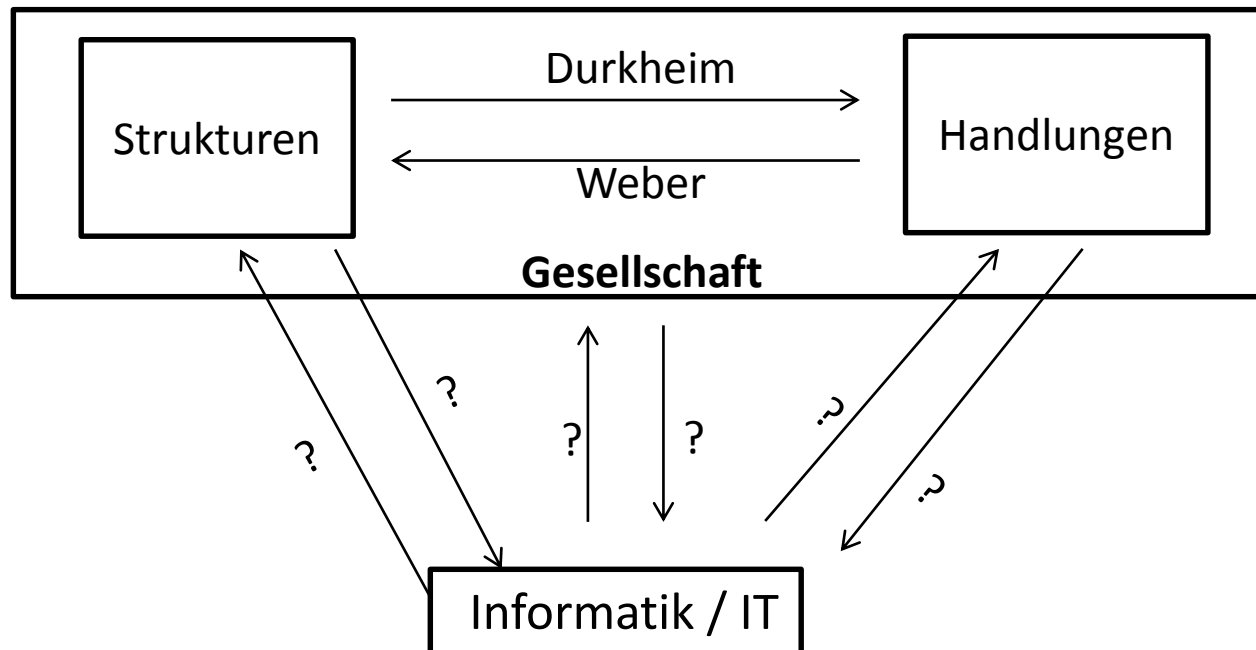 Durkheim
Strukturen
Handlungen
Weber
Gesellschaft
?
?
?
?
?
?
Informatik / IT